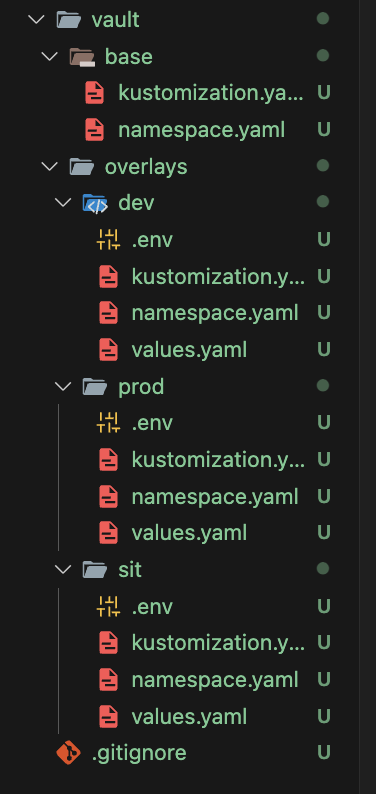 vault
base
kustomization.ya... U
namespace.yaml U
overlays
dev
.env U
kustomization.y... U
namespace.yaml U
values.yaml U
prod
.env U
kustomization.y... U
namespace.yaml U
values.yaml U
sit
.env U
kustomization.y... U
namespace.yaml U
values.yaml U
.gitignore U